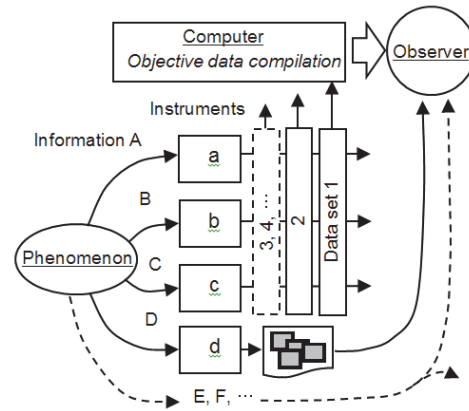 Computer
Objective data compilation
Observer
Instruments
Information A
a
B
b
Phenomenon
C
c
D
d
3, 4, ...
2
Data set 1
E, F, ...